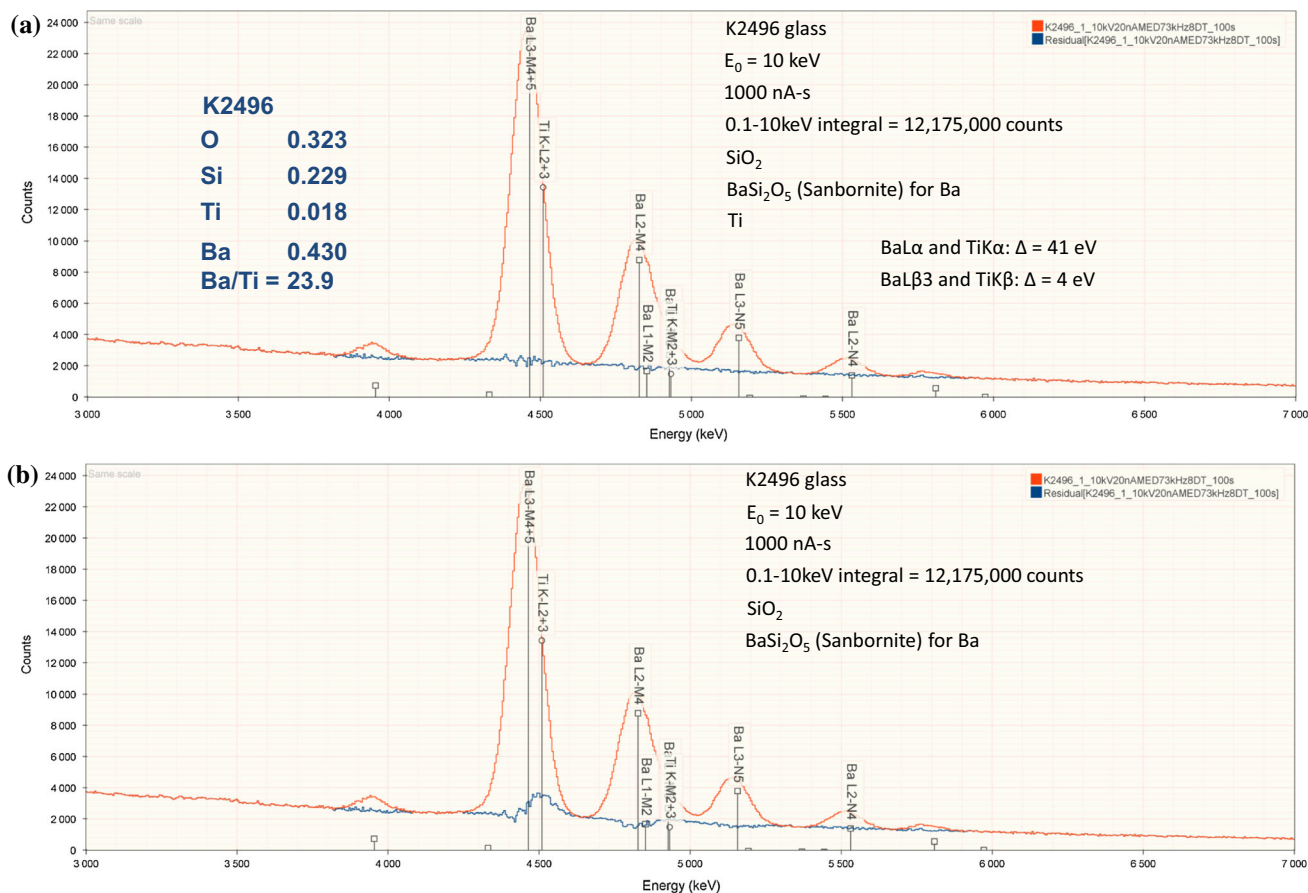 (a)
Same scale
K2496_1_10kV20nAMED73kHz8DT_100s
Residual[K2496_1_10kV20nAMED73kHz8DT_100s]
K2496 glass
E₀ = 10 keV
1000 nA-s
0.1-10keV integral = 12,175,000 counts
SiO₂
BaSi₂O₅ (Sanbornite) for Ba
Ti
BaLα and TiKα: Δ = 41 eV
BaLβ3 and TiKβ: Δ = 4 eV
K2496
O 0.323
Si 0.229
Ti 0.018
Ba 0.430
Ba/Ti = 23.9
Ba L3-M4+5
Ti K-L2+3
Ba L2-M4
Ba L1-M2
Ti K-M2+3
Ba L3-N5
Ba L2-N4
Counts
24 000
22 000
20 000
18 000
16 000
14 000
12 000
10 000
8 000
6 000
4 000
2 000
0
3 000 3 500 4 000 4 500 5 000 5 500 6 000 6 500 7 000
Energy (keV)
(b)
Same scale
K2496_1_10kV20nAMED73kHz8DT_100s
Residual[K2496_1_10kV20nAMED73kHz8DT_100s]
K2496 glass
E₀ = 10 keV
1000 nA-s
0.1-10keV integral = 12,175,000 counts
SiO₂
BaSi₂O₅ (Sanbornite) for Ba
Ba L3-M4+5
Ti K-L2+3
Ba L2-M4
Ba L1-M2
Ti K-M2+3
Ba L3-N5
Ba L2-N4
Counts
24 000
22 000
20 000
18 000
16 000
14 000
12 000
10 000
8 000
6 000
4 000
2 000
0
3 000 3 500 4 000 4 500 5 000 5 500 6 000 6 500 7 000
Energy (keV)